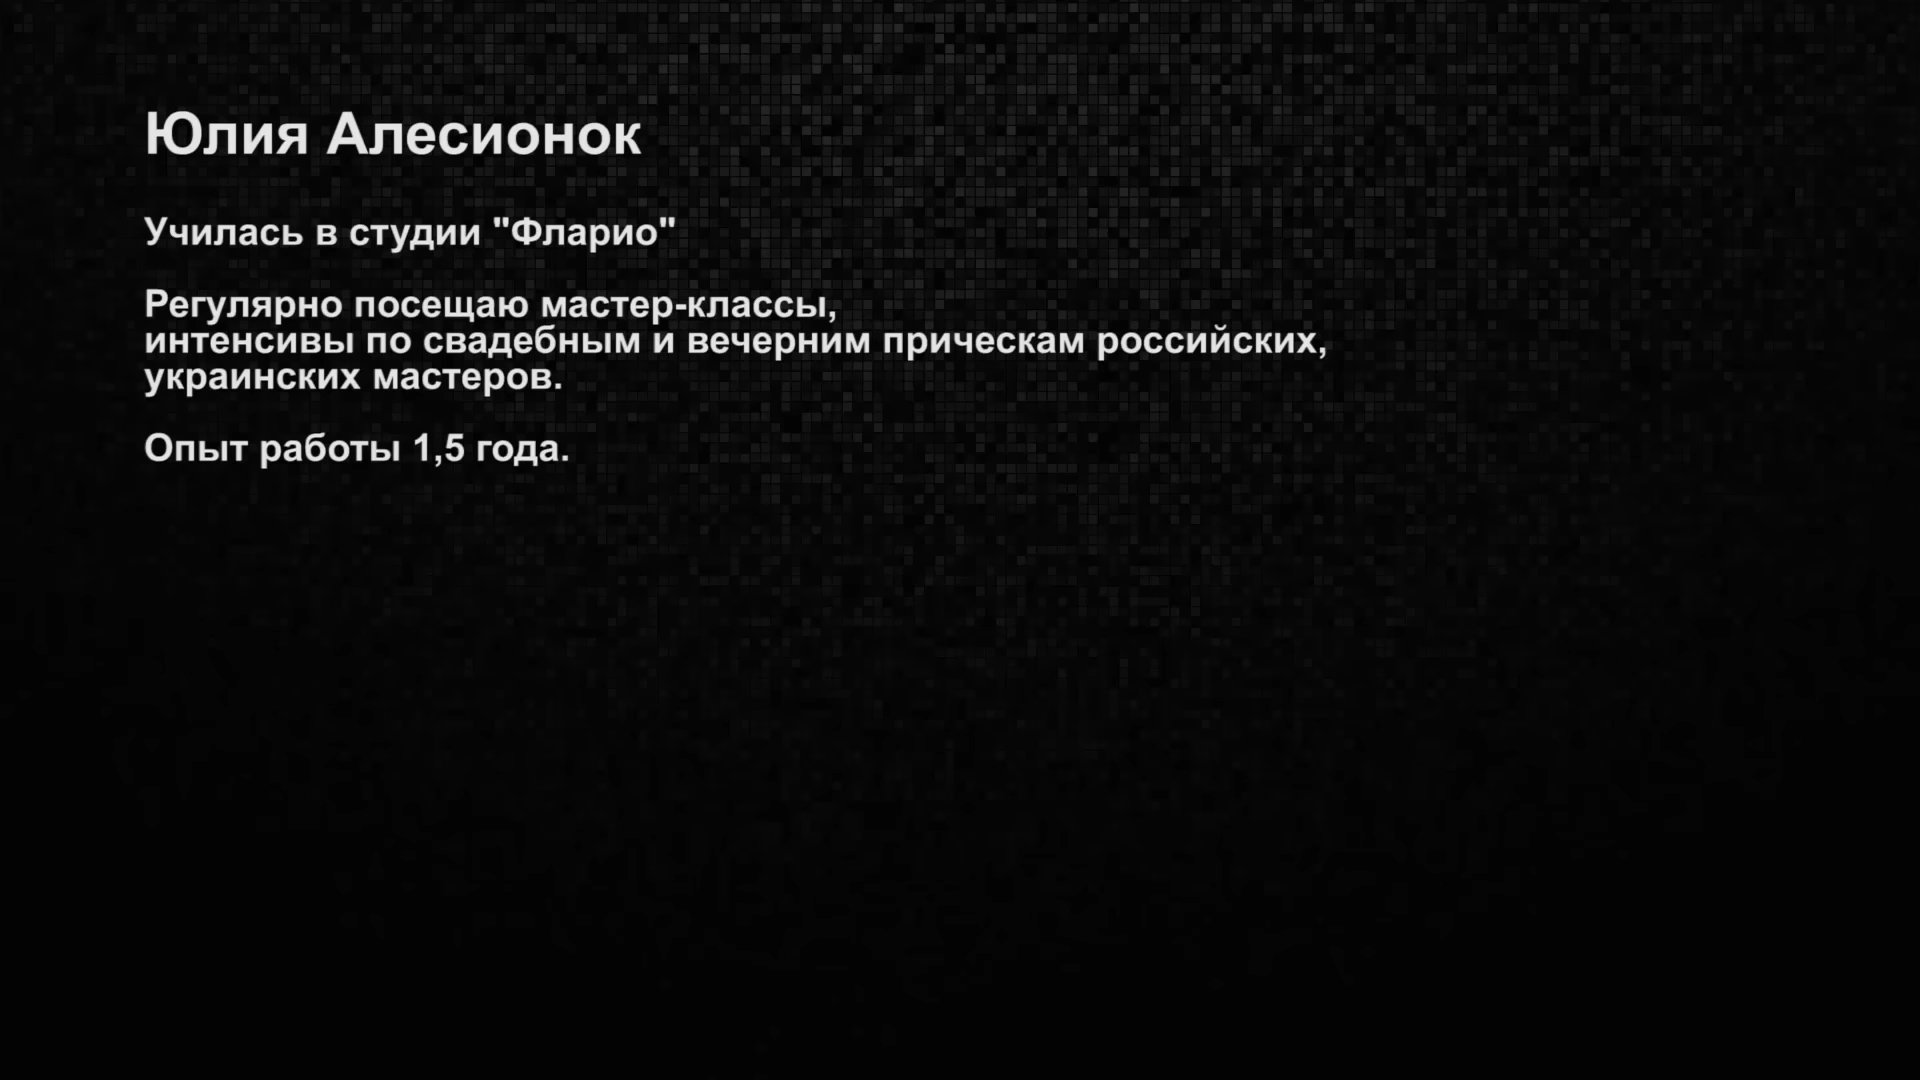 Юлия Алесионок
Училась в студии "Фларио"
Регулярно посещаю мастер-классы,
интенсивы по свадебным и вечерним прическам российских,
украинских мастеров.
Опыт работы 1,5 года.